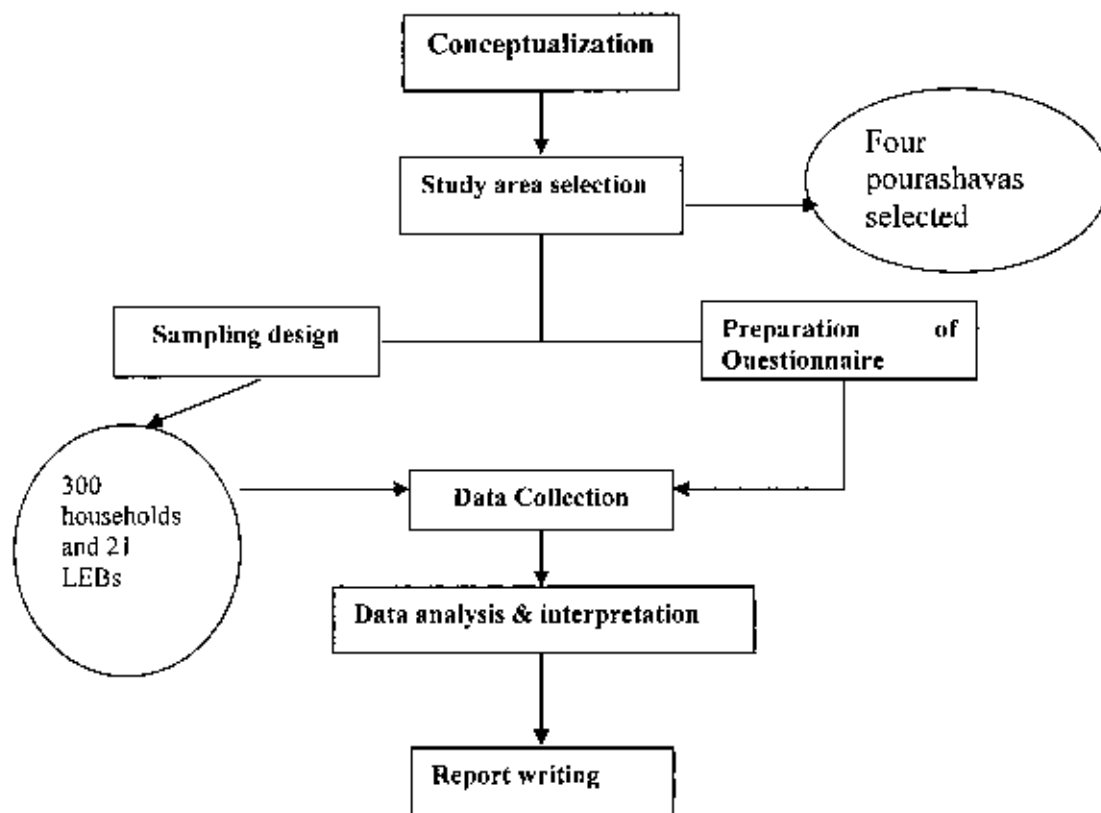 Conceptualization
Study area selection
Four
pourashavas
selected
Sampling design
Preparation of
Questionnaire
300
households
and 21
LEBs
Data Collection
Data analysis & interpretation
Report writing